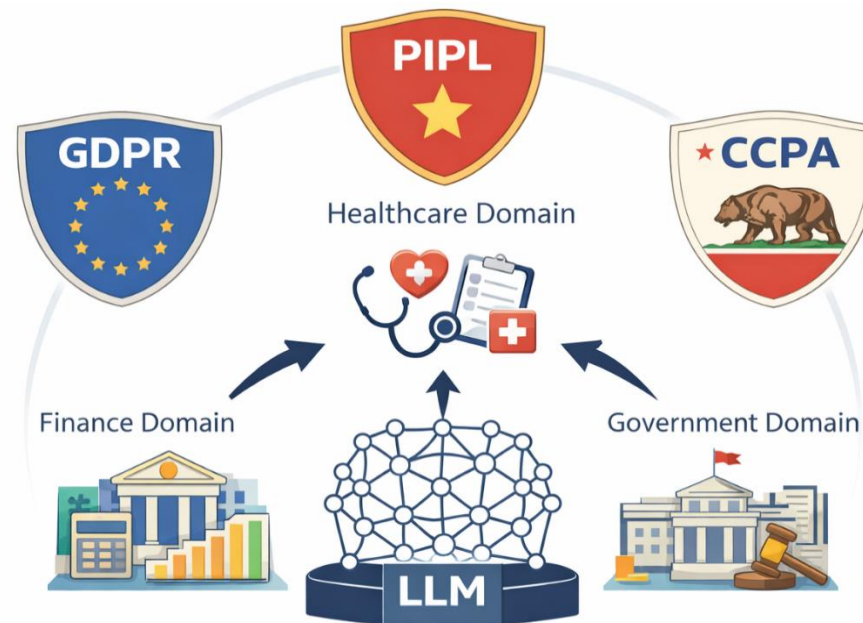 PIPL
GDPR
CCPA
Healthcare Domain
Finance Domain
Government Domain
LLM